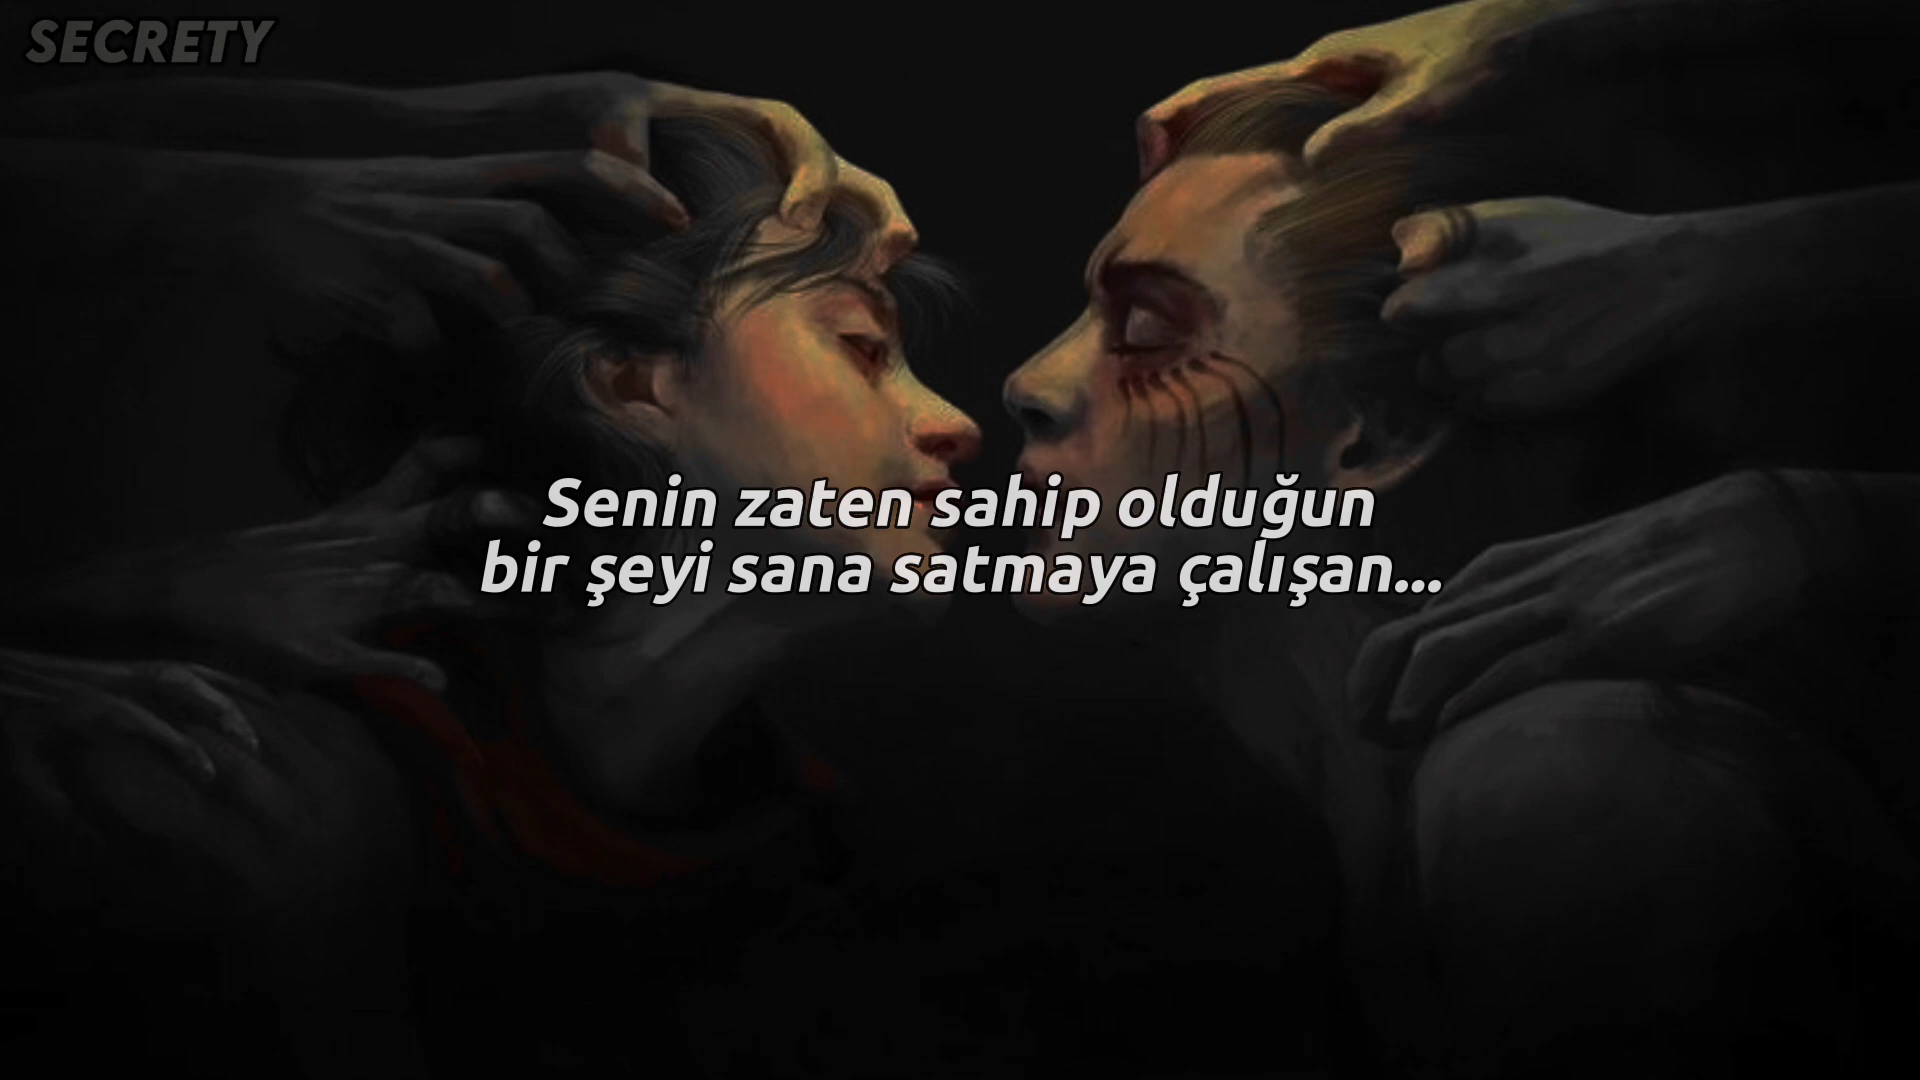 SECRETY
Senin zaten sahip olduğun
bir şeyi sana satmaya çalışan...